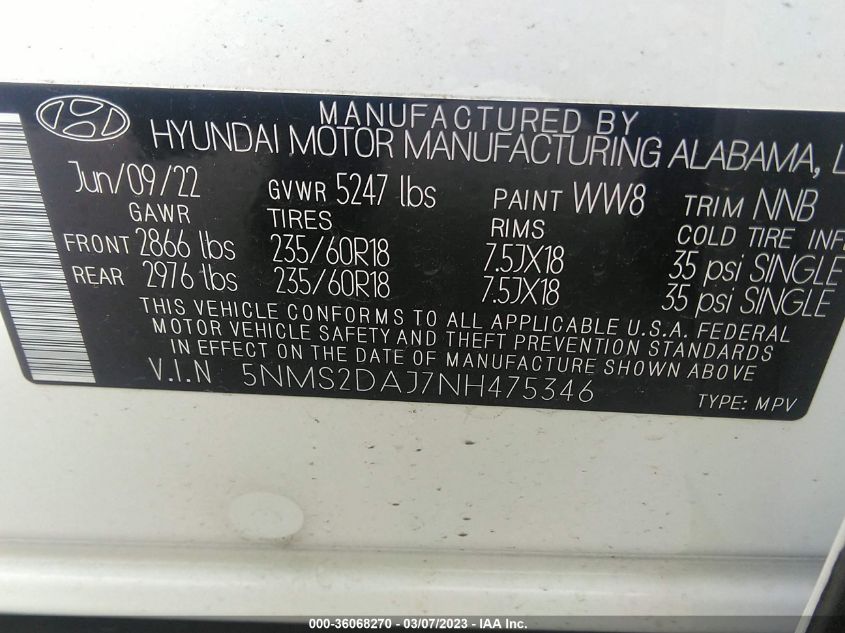 MANUFACTURED BY
HYUNDAI MOTOR MANUFACTURING ALABAMA, L
Jun/09/22 GVWR 5247 lbs PAINT WW8 TRIM NNB
GAWR TIRES RIMS COLD TIRE INF
FRONT 2866 lbs 235/60R18 7.5JX18 35 psi SINGLE
REAR 2976 lbs 235/60R18 7.5JX18 35 psi SINGLE
THIS VEHICLE CONFORMS TO ALL APPLICABLE U.S.A. FEDERAL
MOTOR VEHICLE SAFETY AND THEFT PREVENTION STANDARDS
IN EFFECT ON THE DATE OF MANUFACTURE SHOWN ABOVE
V.I.N 5NMS2DAJ7NH475346
TYPE: MPV
000-36068270 - 03/07/2023 - IAA Inc.